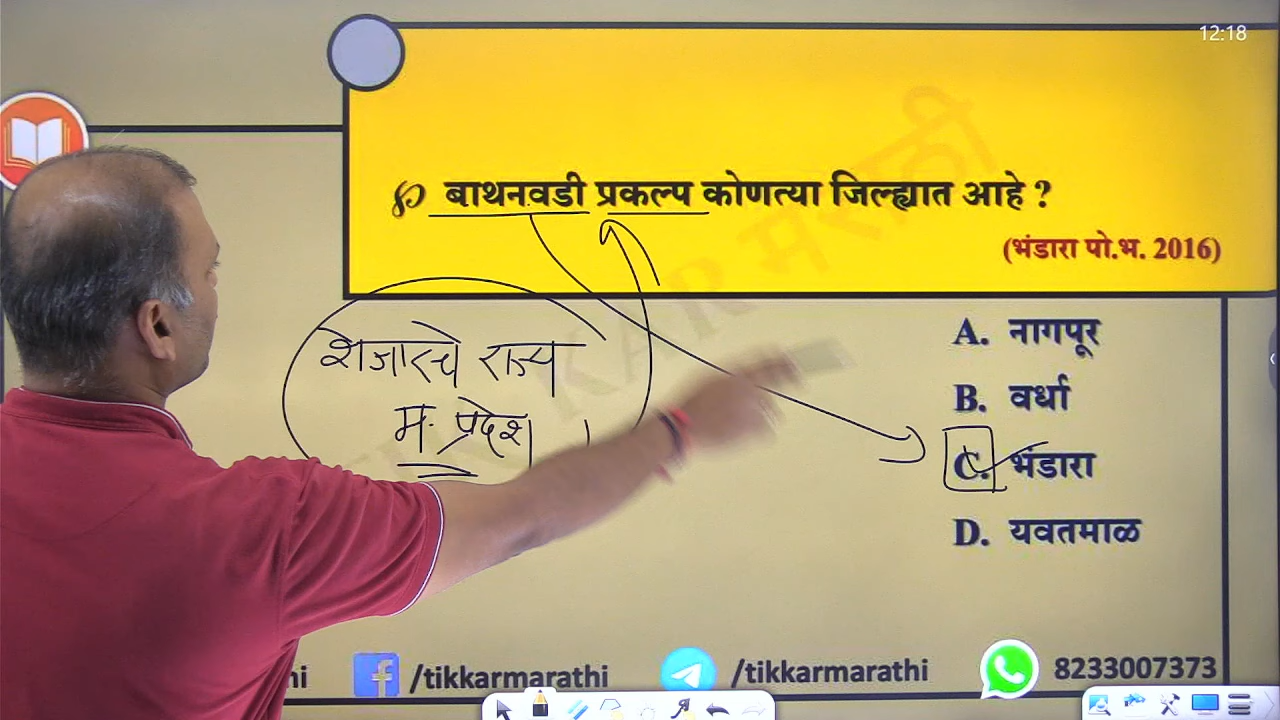 12:18
℘ बाथनवडी प्रकल्प कोणत्या जिल्ह्यात आहे ?
(भंडारा पो.भ. 2016)
शेजारचे राज्य
म. प्रदेश
A. नागपूर
B. वर्धा
C. भंडारा
D. यवतमाळ
/tikkarmarathi
/tikkarmarathi
8233007373